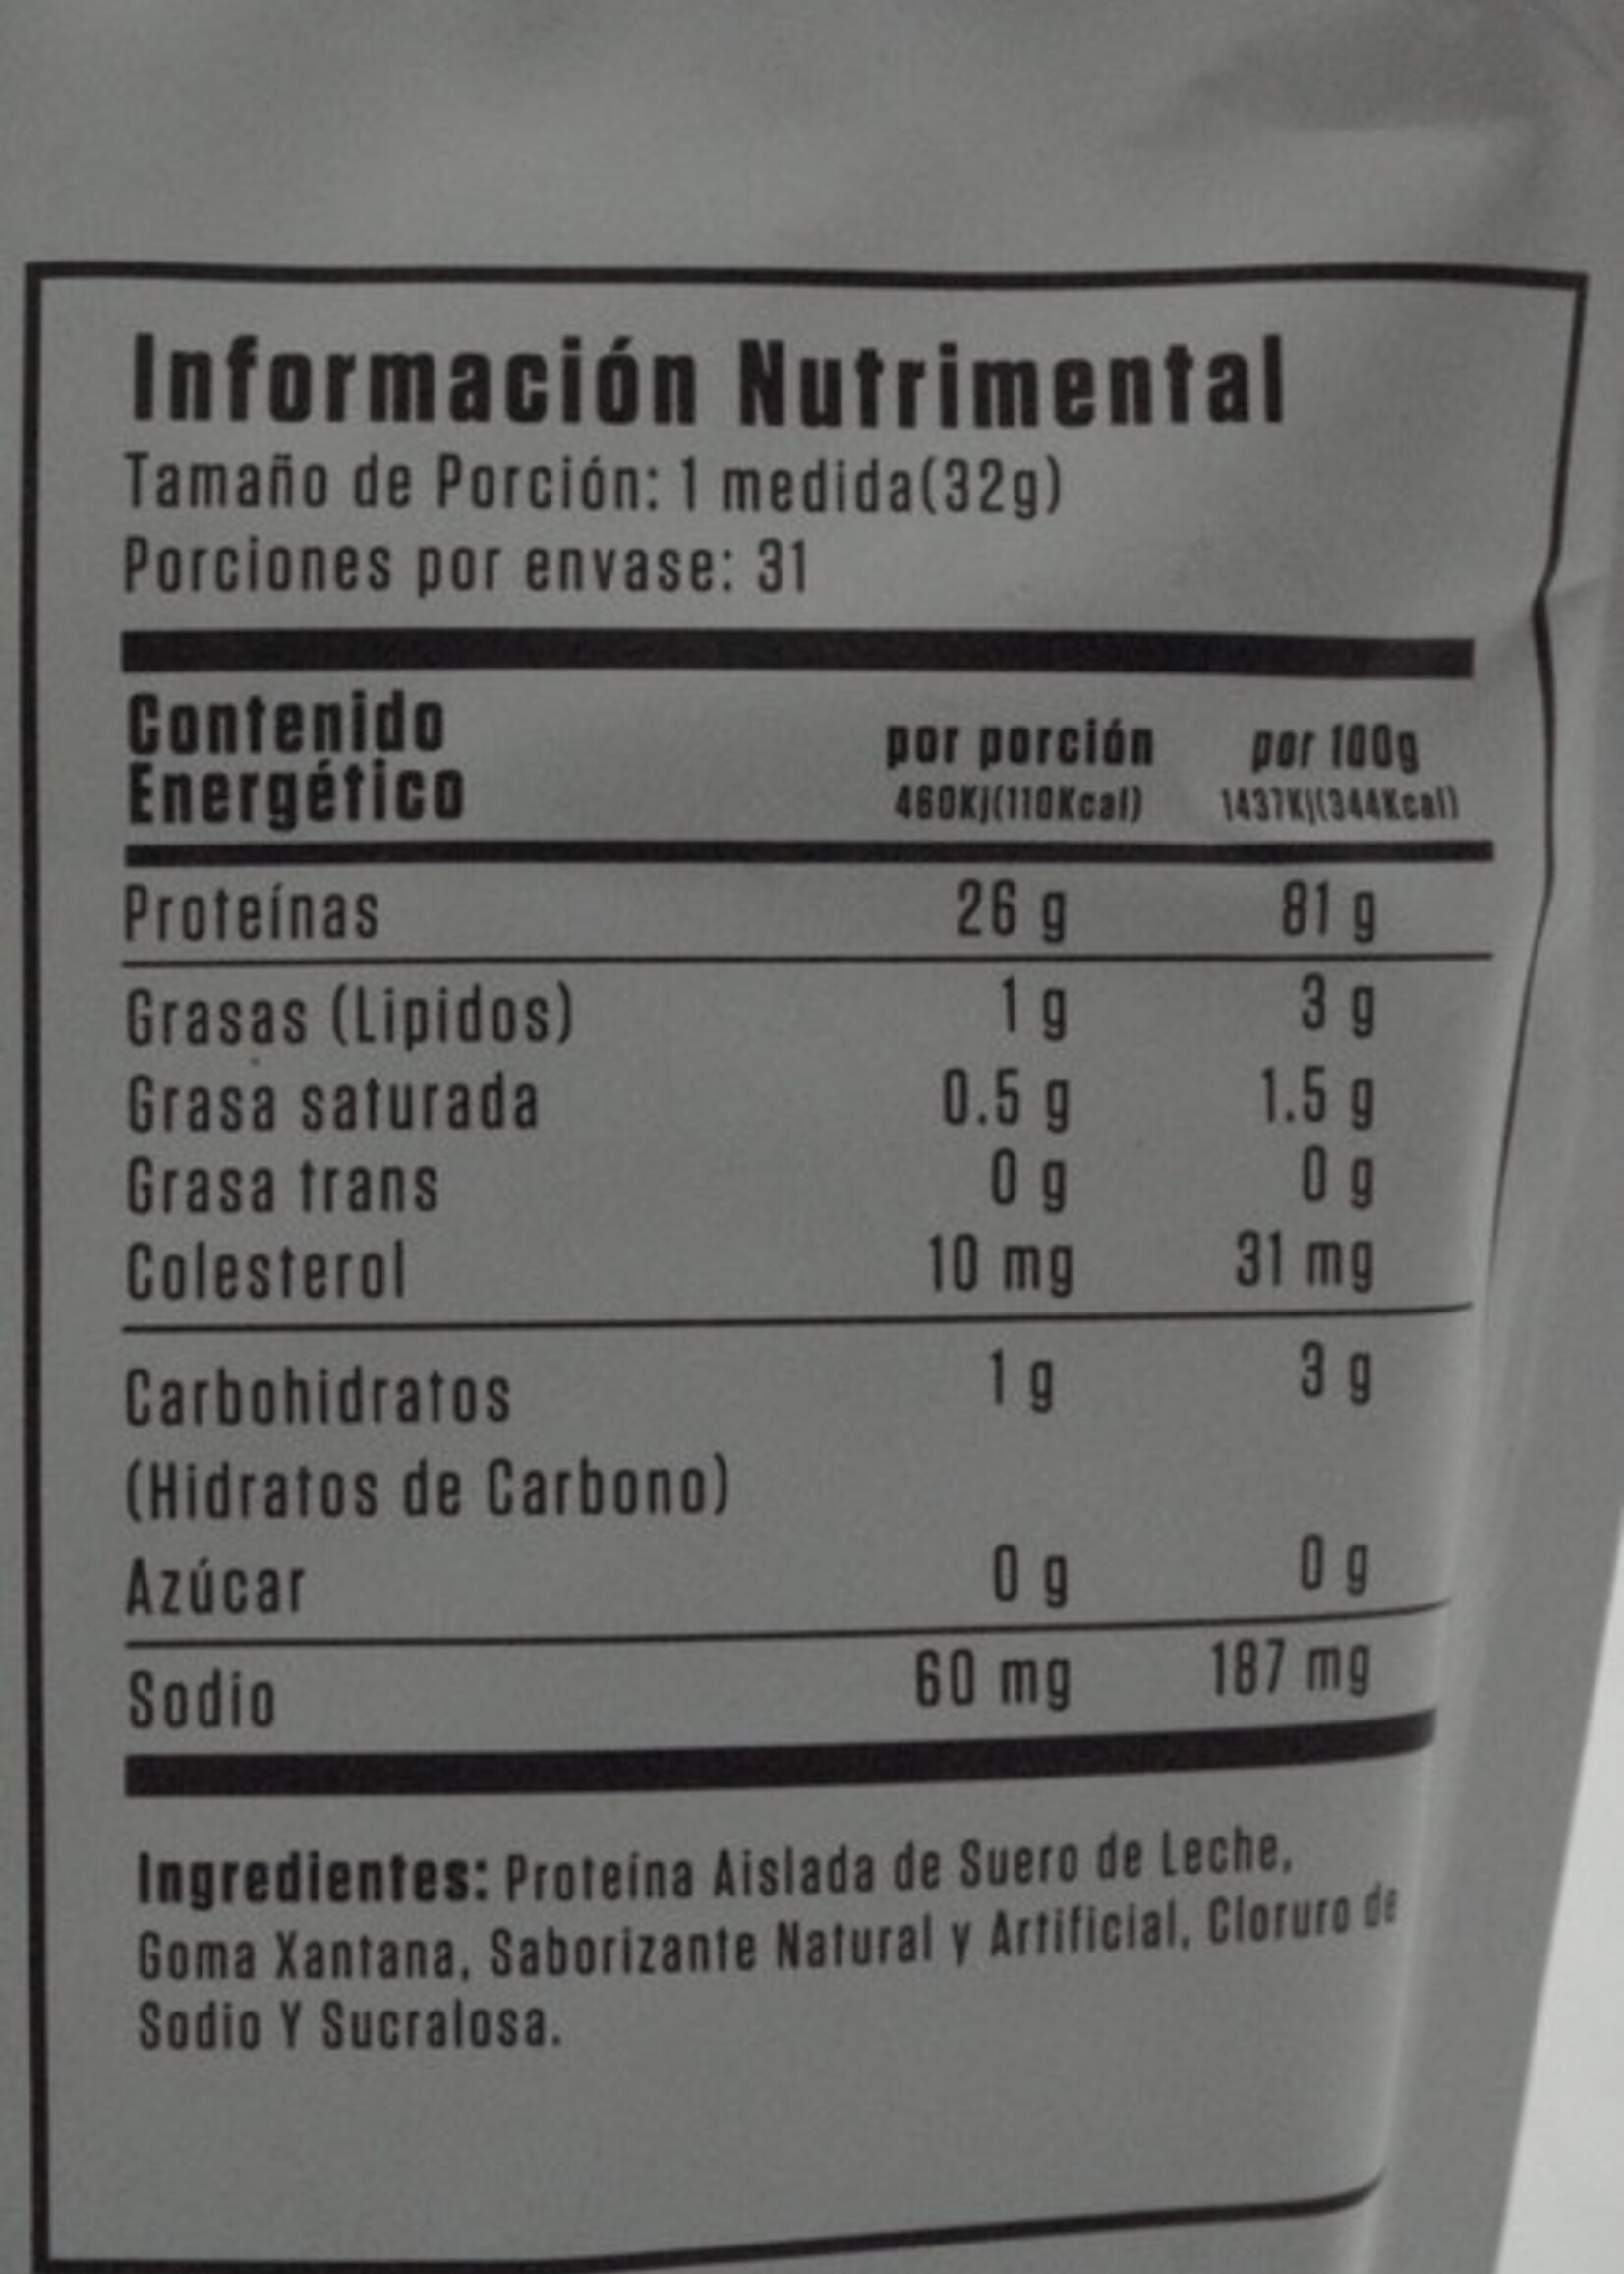 Información Nutrimental
Tamaño de Porción: 1 medida(32g)
Porciones por envase: 31
Contenido
Energético
por porción por 100g
460Kj(110Kcal) 1437Kj(344Kcal)
Proteínas 26 g 81 g
Grasas (Lipidos) 1 g 3 g
Grasa saturada 0.5 g 1.5 g
Grasa trans 0 g 0 g
Colesterol 10 mg 31 mg
Carbohidratos 1 g 3 g
(Hidratos de Carbono)
Azúcar 0 g 0 g
Sodio 60 mg 187 mg
Ingredientes: Proteína Aislada de Suero de Leche,
Goma Xantana, Saborizante Natural y Artificial, Cloruro de
Sodio Y Sucralosa.